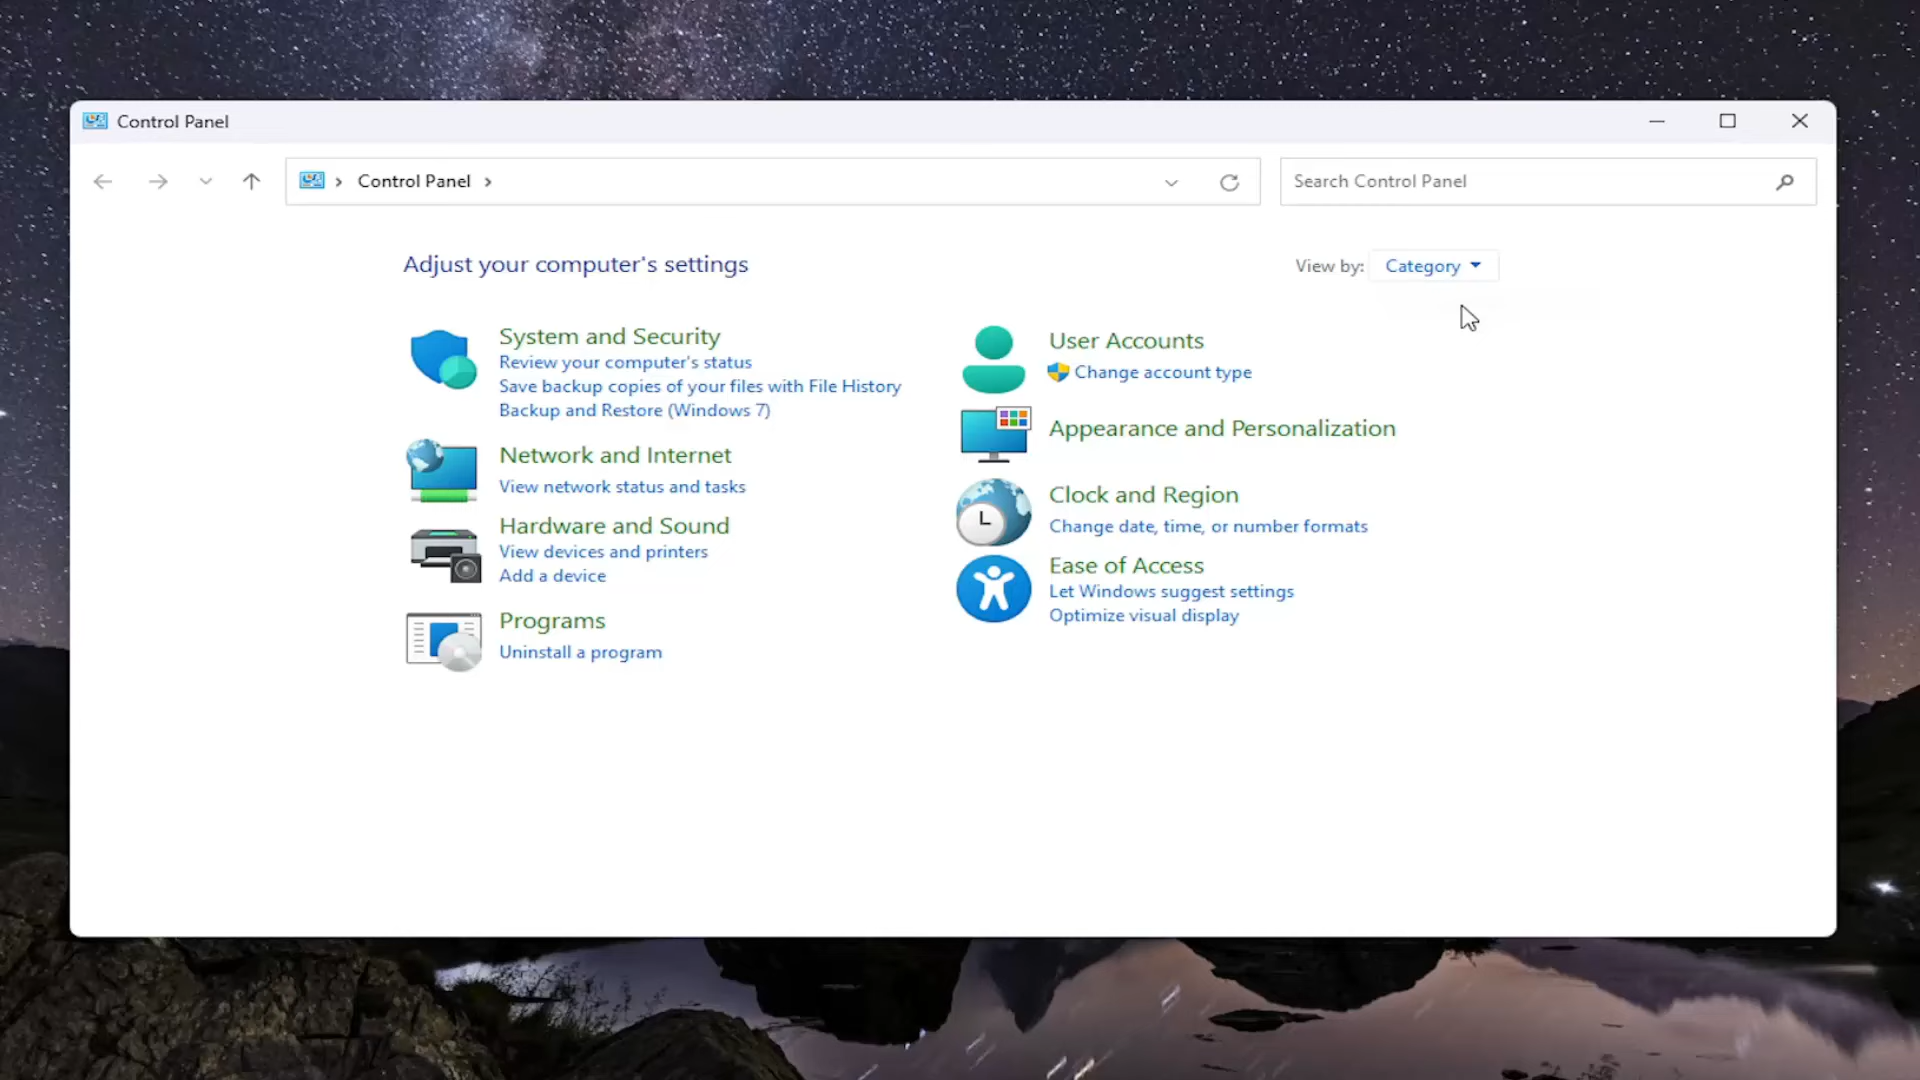 Control Panel
Control Panel
Search Control Panel
Adjust your computer's settings
View by: Category
System and Security
Review your computer's status
Save backup copies of your files with File History
Backup and Restore (Windows 7)
Network and Internet
View network status and tasks
Hardware and Sound
View devices and printers
Add a device
Programs
Uninstall a program
User Accounts
Change account type
Appearance and Personalization
Clock and Region
Change date, time, or number formats
Ease of Access
Let Windows suggest settings
Optimize visual display